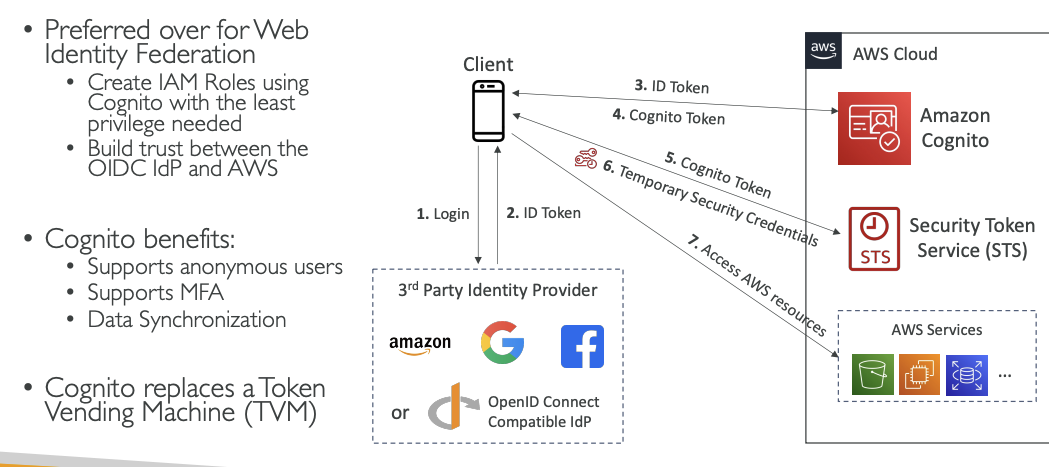 • Preferred over for Web
Identity Federation
• Create IAM Roles using
Cognito with the least
privilege needed
• Build trust between the
OIDC IdP and AWS
• Cognito benefits:
• Supports anonymous users
• Supports MFA
• Data Synchronization
• Cognito replaces a Token
Vending Machine (TVM)
Client
1. Login
2. ID Token
3rd Party Identity Provider
amazon
or
OpenID Connect
Compatible IdP
3. ID Token
4. Cognito Token
5. Cognito Token
6. Temporary Security Credentials
7. Access AWS resources
aws
AWS Cloud
Amazon
Cognito
STS
Security Token
Service (STS)
AWS Services
...